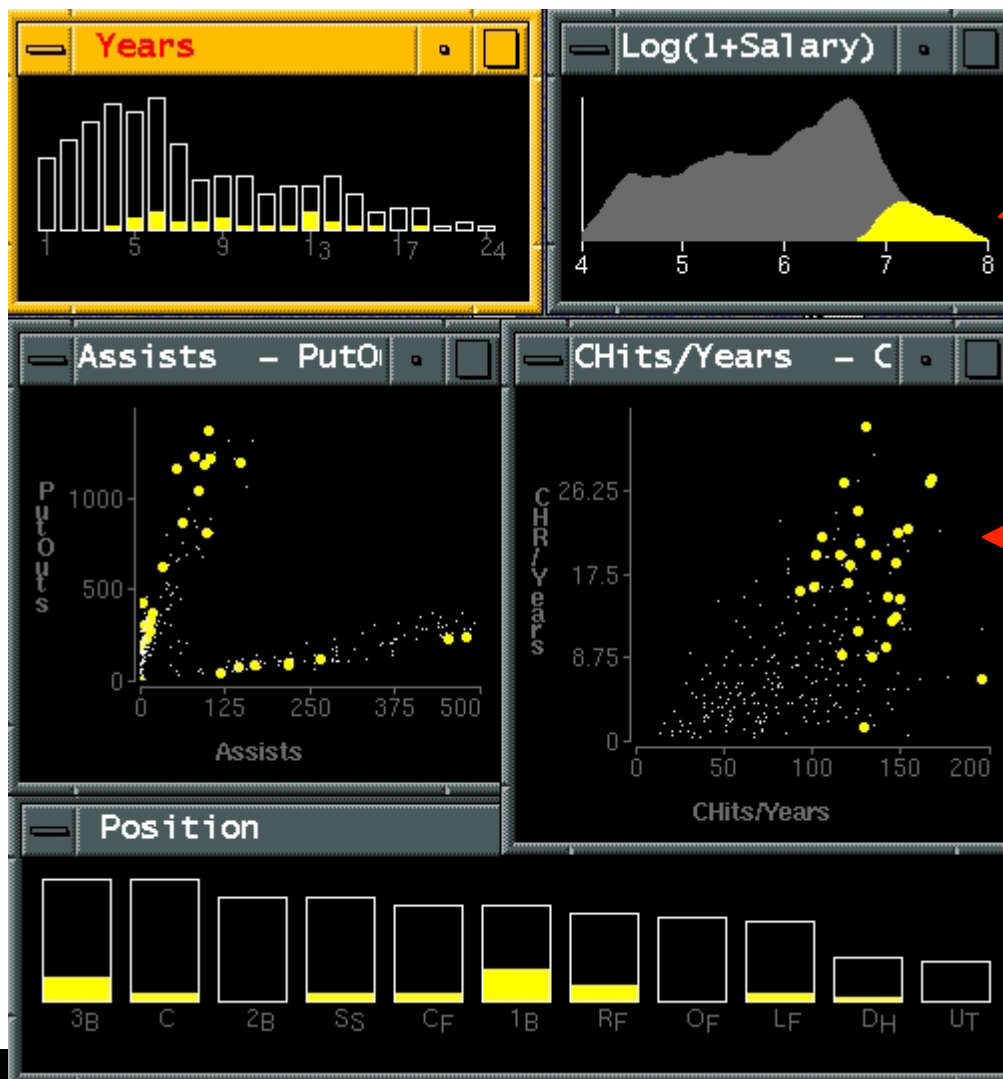 Years
1 5 9 13 17 24
Log(1+Salary)
4 5 6 7 8
Assists - PutO
PutOuts
1000
500
0
0 125 250 375 500
Assists
CHits/Years - C
CHR/Years
26.25
17.5
8.75
0
0 50 100 150 200
CHits/Years
Position
3B C 2B SS CF 1B RF OF LF DH UT